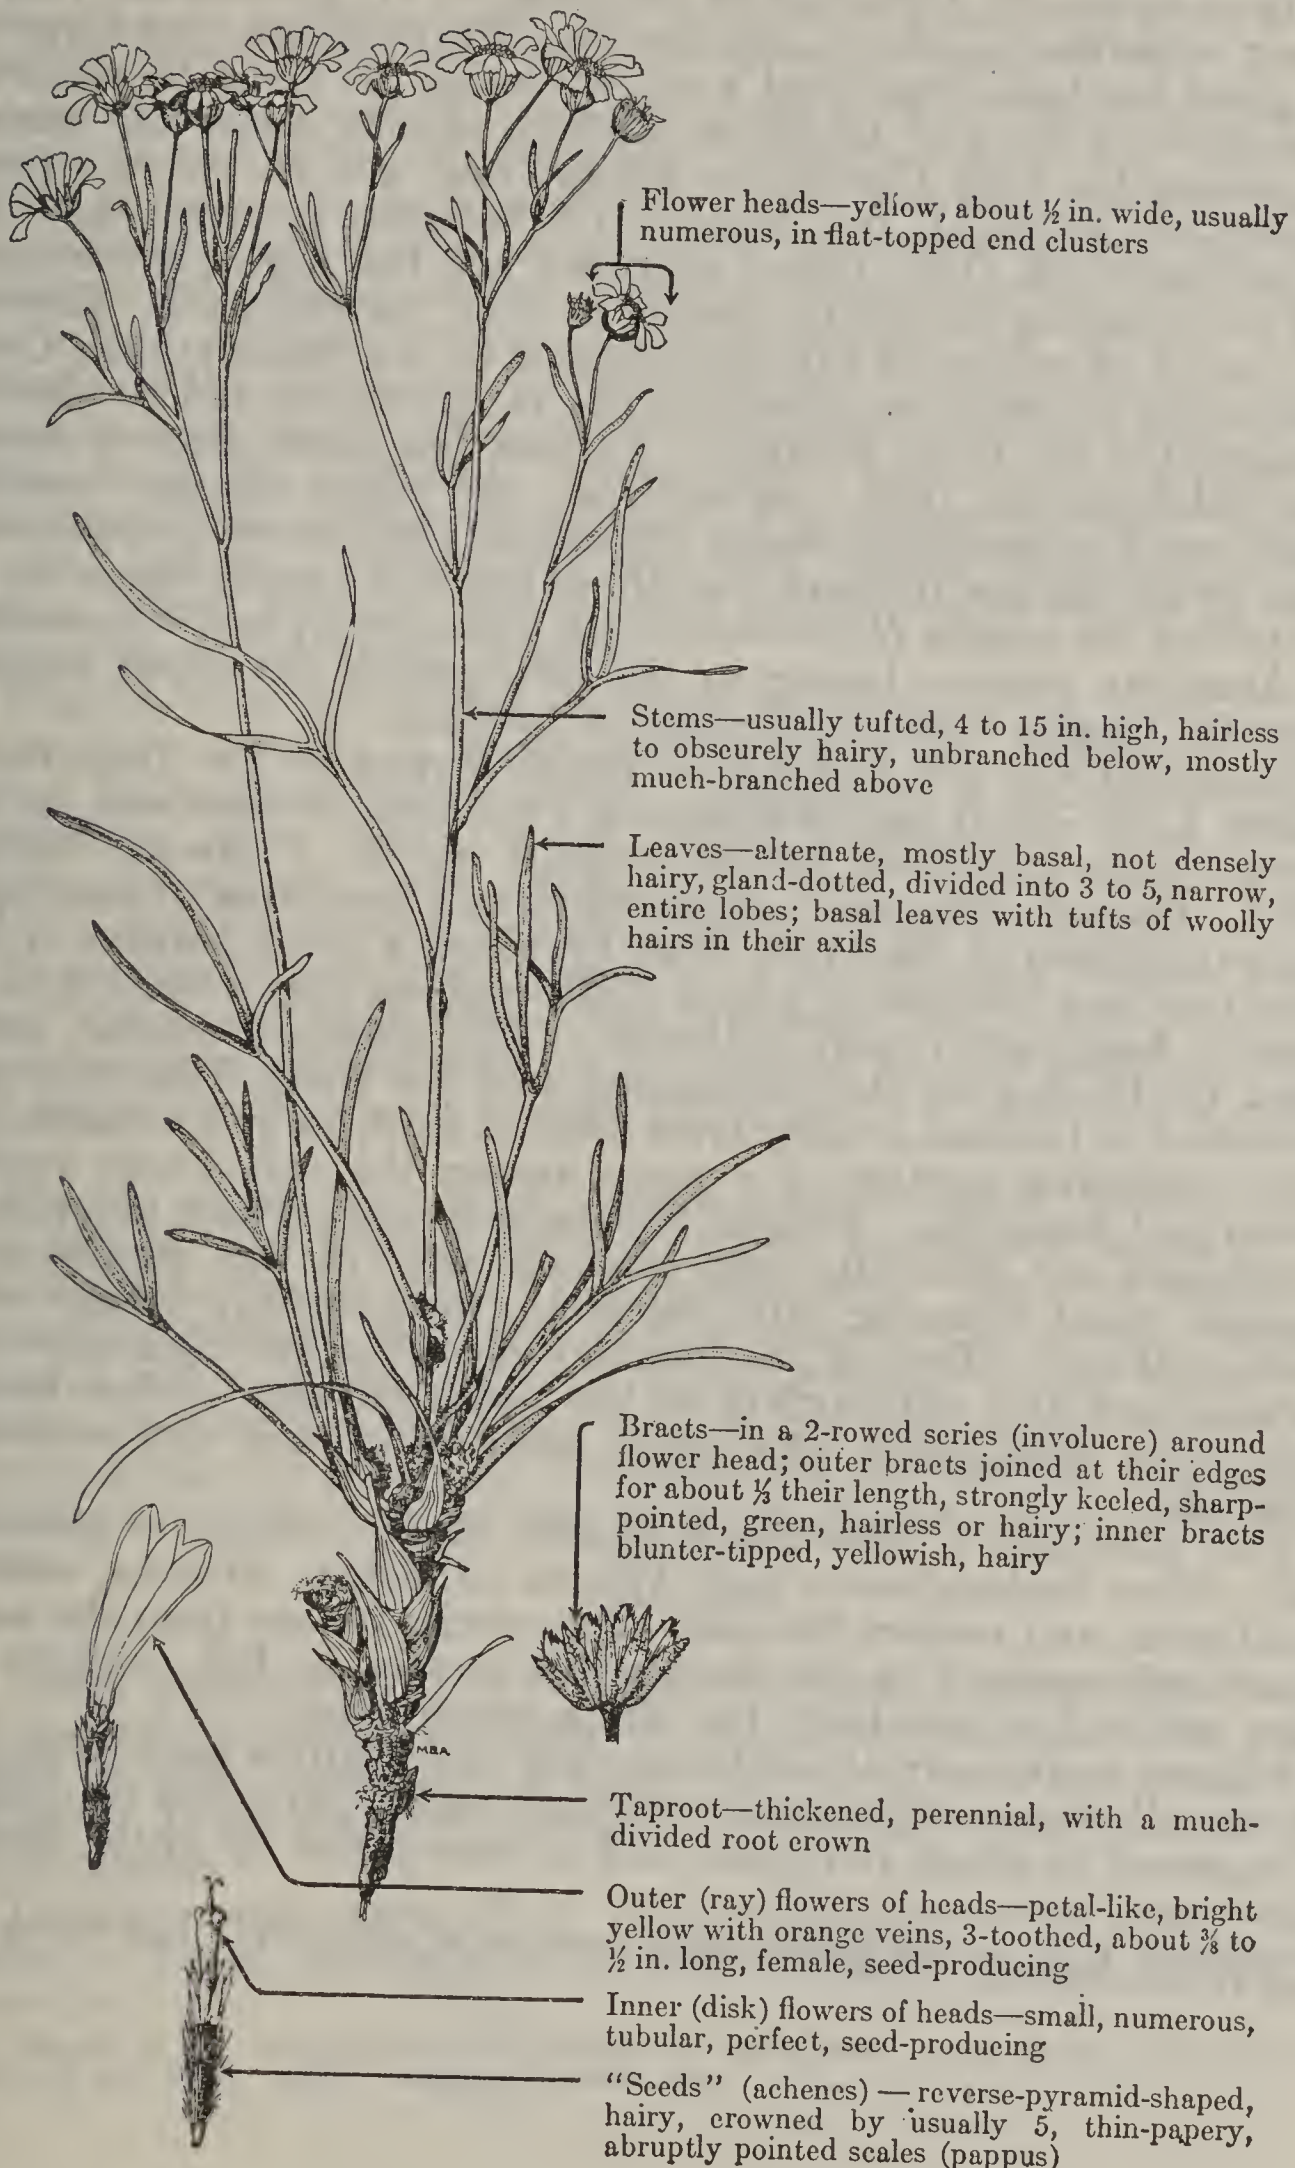 Flower heads—yellow, about ½ in. wide, usually
numerous, in flat-topped end clusters
Stems—usually tufted, 4 to 15 in. high, hairless
to obscurely hairy, unbranched below, mostly
much-branched above
Leaves—alternate, mostly basal, not densely
hairy, gland-dotted, divided into 3 to 5, narrow,
entire lobes; basal leaves with tufts of woolly
hairs in their axils
Bracts—in a 2-rowed series (involucre) around
flower head; outer bracts joined at their edges
for about ⅓ their length, strongly keeled, sharp-
pointed, green, hairless or hairy; inner bracts
blunter-tipped, yellowish, hairy
M B A
Taproot—thickened, perennial, with a much-
divided root crown
Outer (ray) flowers of heads—petal-like, bright
yellow with orange veins, 3-toothed, about ⅜ to
½ in. long, female, seed-producing
Inner (disk) flowers of heads—small, numerous,
tubular, perfect, seed-producing
"Seeds" (achenes) — reverse-pyramid-shaped,
hairy, crowned by usually 5, thin-papery,
abruptly pointed scales (pappus)